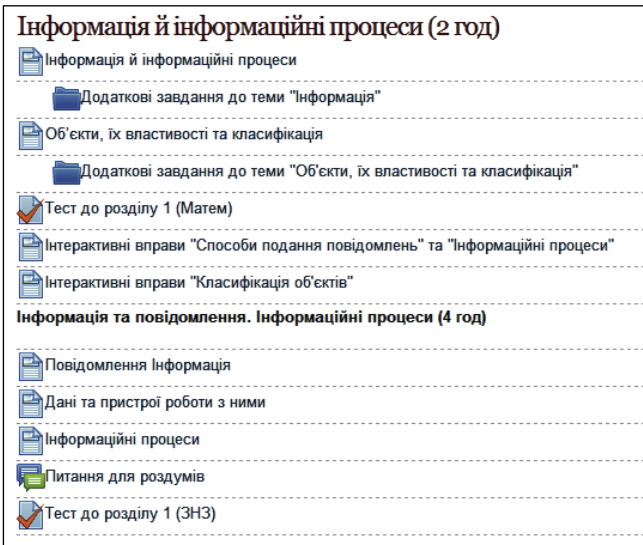 Інформація й інформаційні процеси (2 год)
Інформація й інформаційні процеси
Додаткові завдання до теми "Інформація"
Об'єкти, їх властивості та класифікація
Додаткові завдання до теми "Об'єкти, їх властивості та класифікація"
Тест до розділу 1 (Матем)
Інтерактивні вправи "Способи подання повідомлень" та "Інформаційні процеси"
Інтерактивні вправи "Класифікація об'єктів"
Інформація та повідомлення. Інформаційні процеси (4 год)
Повідомлення Інформація
Дані та пристрої роботи з ними
Інформаційні процеси
Питання для роздумів
Тест до розділу 1 (ЗНЗ)